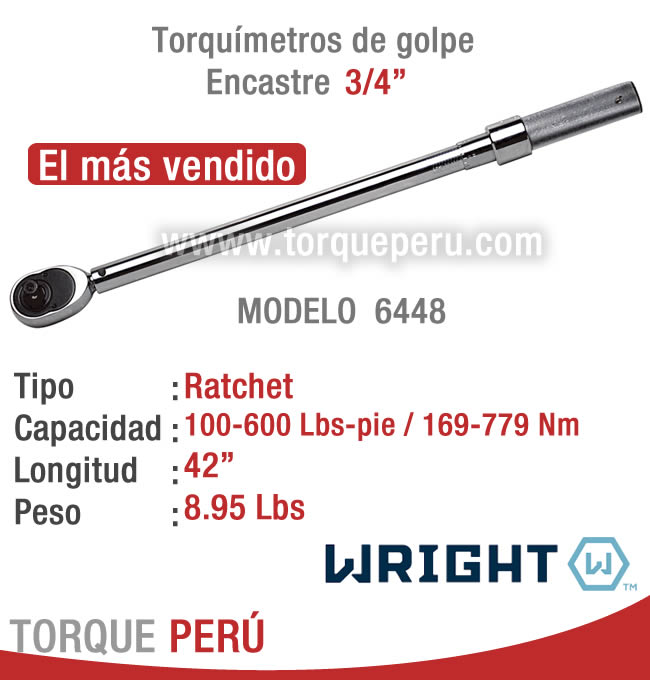 Torquímetros de golpe
Encastre 3/4”
El más vendido
www.torqueperu.com
MODELO 6448
Tipo : Ratchet
Capacidad : 100-600 Lbs-pie / 169-779 Nm
Longitud : 42”
Peso : 8.95 Lbs
WRIGHT W TM
TORQUE PERÚ